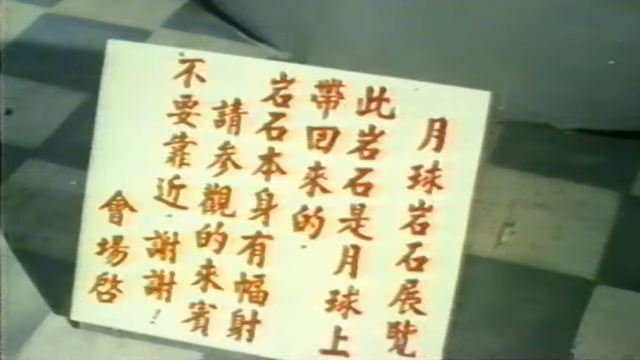 月球岩石展覽
此岩石是月球上
帶回來的
岩石本身有幅射
請参觀的来賓
不要靠近．謝謝！
會場啓